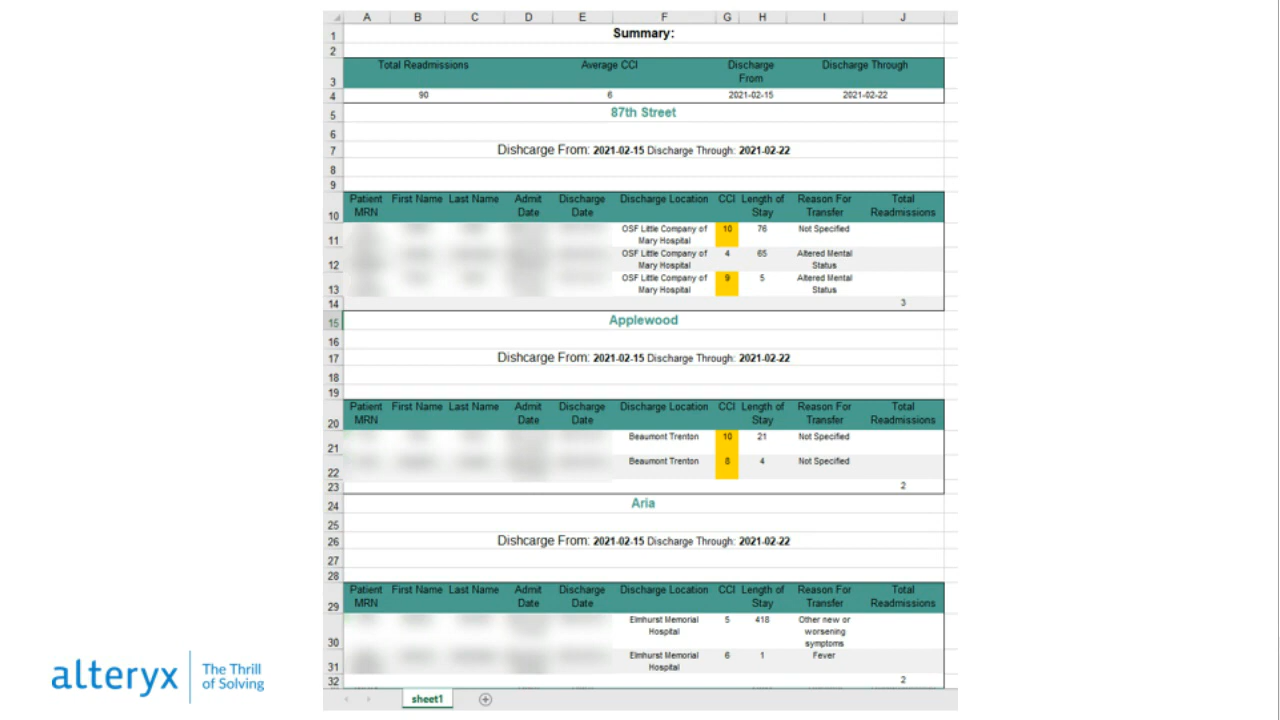 A B C D E F G H I J
1 Summary:
2
Total Readmissions Average CCI Discharge Discharge Through
3 From
4 90 6 2021-02-15 2021-02-22
5 87th Street
6
7 Dishcarge From: 2021-02-15 Discharge Through: 2021-02-22
8
9
Patient First Name Last Name Admit Discharge Discharge Location CCI Length of Reason For Total
10 MRN Date Date Stay Transfer Readmissions
OSF Little Company of 10 76 Not Specified
11 Mary Hospital
OSF Little Company of 4 65 Altered Mental
12 Mary Hospital Status
OSF Little Company of 9 5 Altered Mental
13 Mary Hospital Status
14 3
15 Applewood
16
17 Dishcarge From: 2021-02-15 Discharge Through: 2021-02-22
18
19
Patient First Name Last Name Admit Discharge Discharge Location CCI Length of Reason For Total
20 MRN Date Date Stay Transfer Readmissions
Beaumont Trenton 10 21 Not Specified
21
Beaumont Trenton 8 4 Not Specified
22
23 2
24 Aria
25
26 Dishcarge From: 2021-02-15 Discharge Through: 2021-02-22
27
28
Patient First Name Last Name Admit Discharge Discharge Location CCI Length of Reason For Total
29 MRN Date Date Stay Transfer Readmissions
Elmhurst Memorial 5 418 Other new or
Hospital worsening
30 symptoms
Elmhurst Memorial 6 1 Fever
31 Hospital
32 2
sheet1
alteryx
The Thrill
of Solving